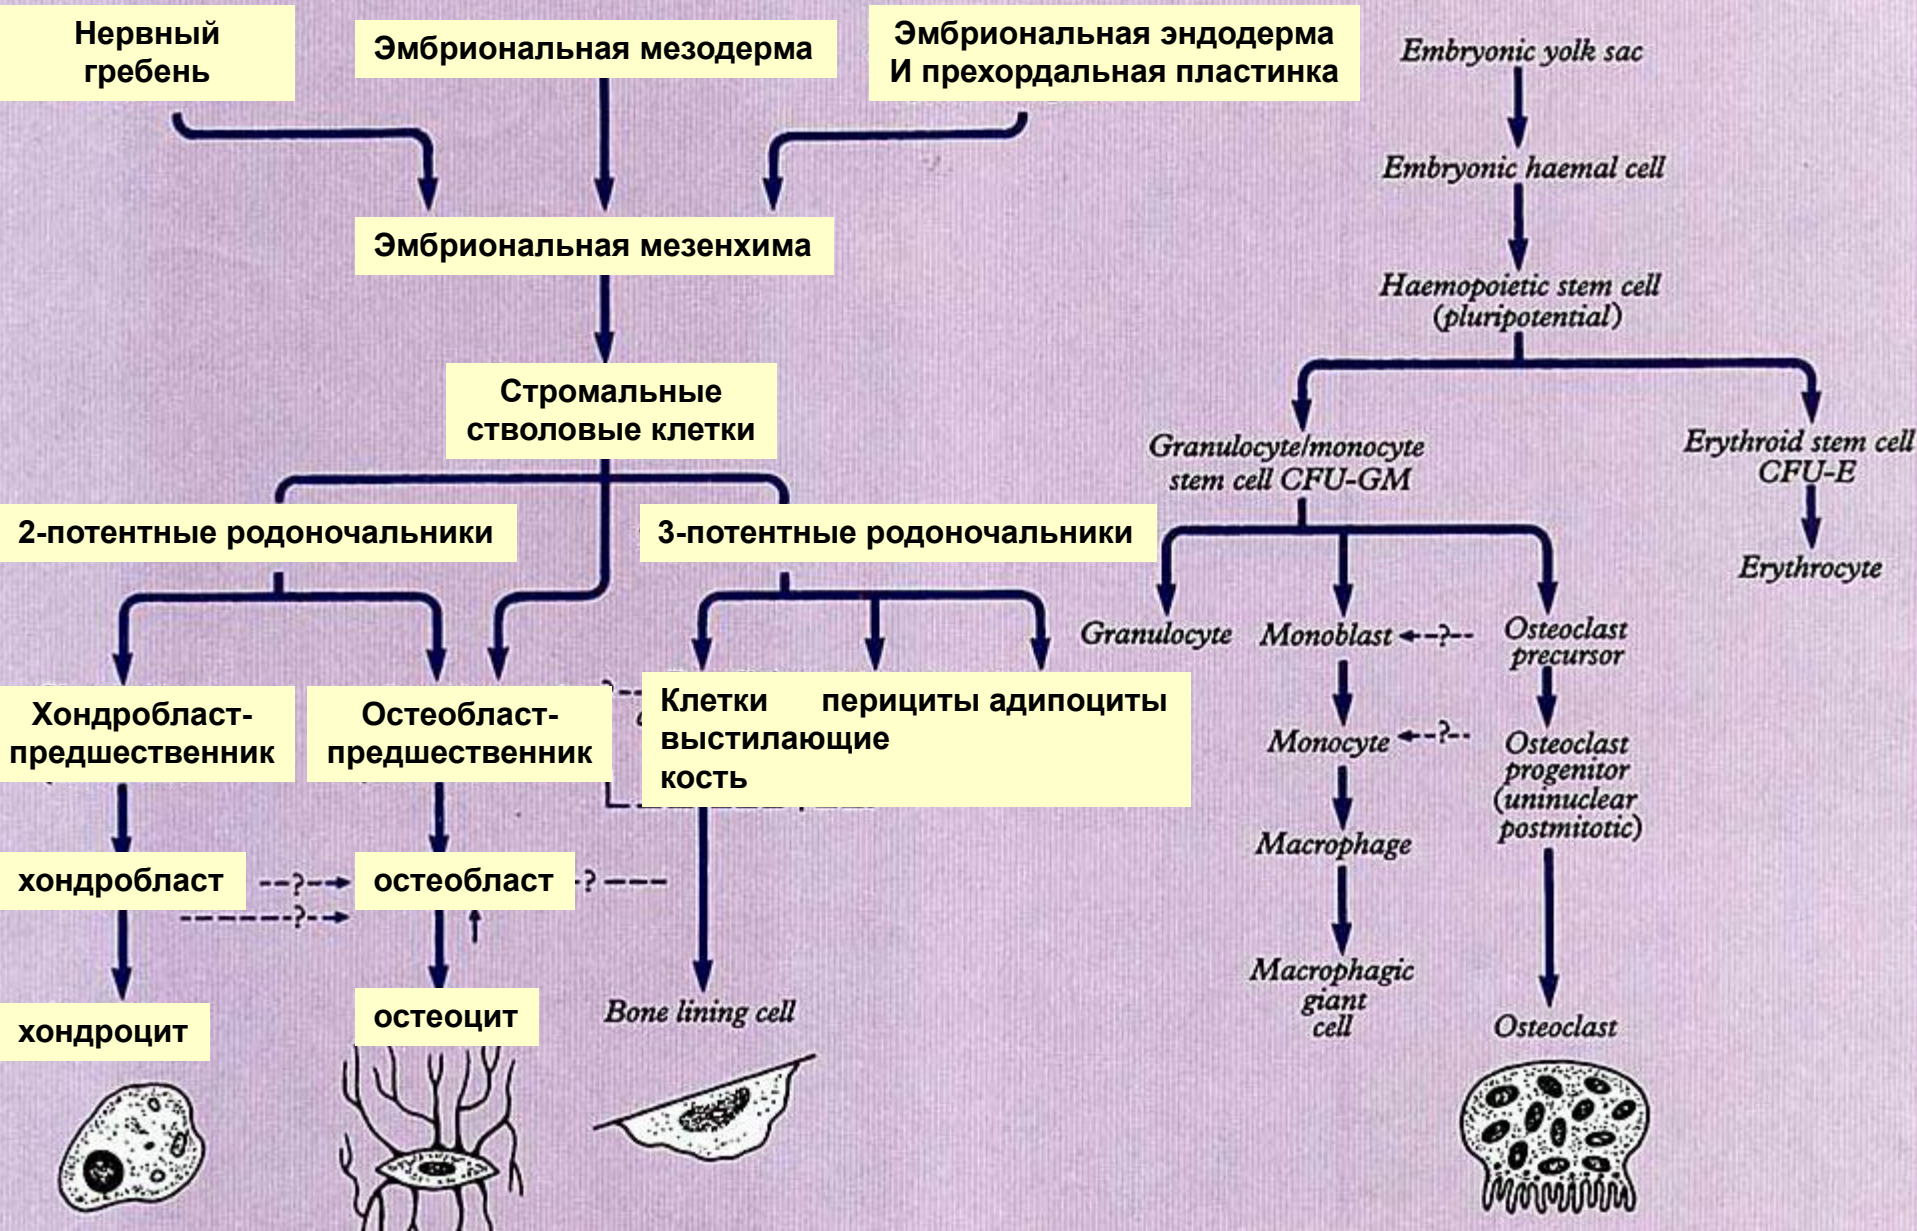 Нервный
гребень
Эмбриональная мезодерма
Эмбриональная эндодерма
И прехордальная пластинка
Embryonic yolk sac
Embryonic haemal cell
Эмбриональная мезенхима
Haemopoietic stem cell
(pluripotential)
Стромальные
стволовые клетки
Granulocyte/monocyte
stem cell CFU-GM
Erythroid stem cell
CFU-E
2-потентные родоночальники
3-потентные родоночальники
Erythrocyte
Granulocyte
Monoblast
?
Osteoclast
precursor
Хондробласт-
предшественник
Остеобласт-
предшественник
?
Клетки перициты адипоциты
выстилающие
кость
Monocyte
?
Osteoclast
progenitor
(uninuclear
postmitotic)
Macrophage
хондробласт
?
?
остеобласт
?
Macrophagic
giant
cell
хондроцит
остеоцит
Bone lining cell
Osteoclast